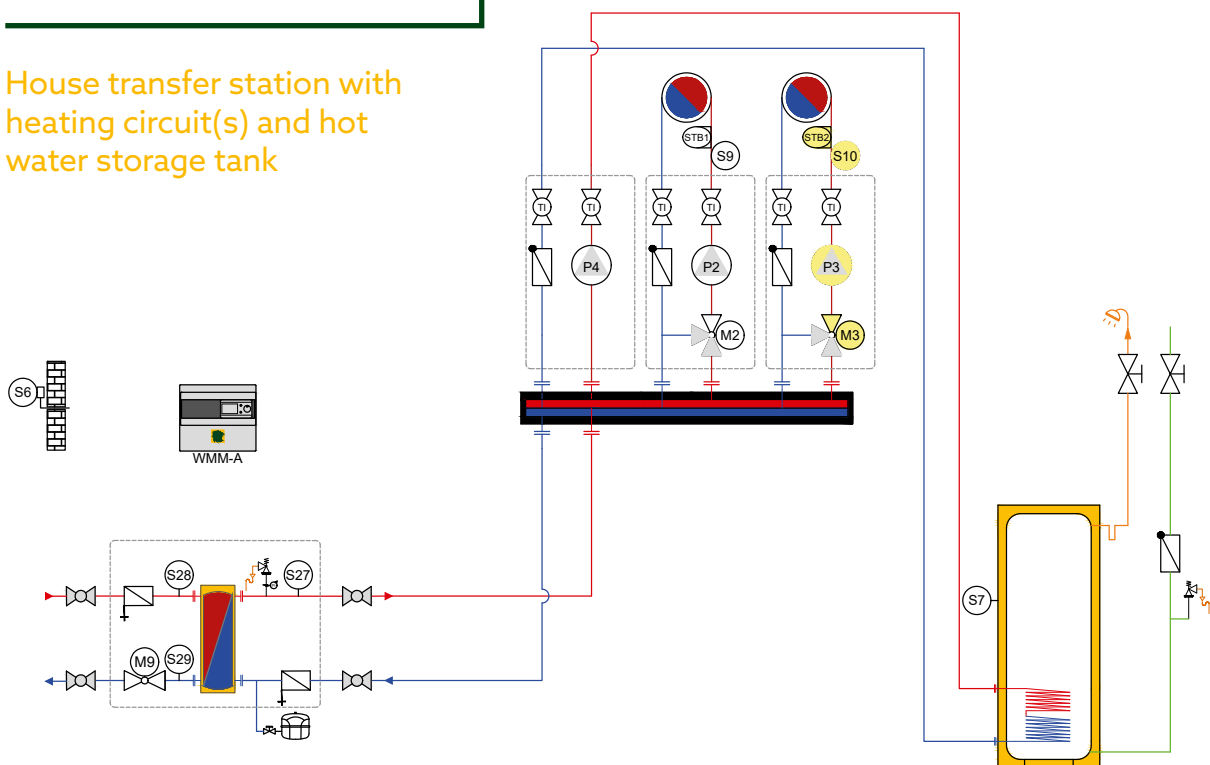 House transfer station with
heating circuit(s) and hot
water storage tank
STB1
STB2
S9
S10
TI
TI
TI
TI
TI
TI
P4
P2
P3
M2
M3
S6
WMM-A
S28
S27
S7
M9
S29